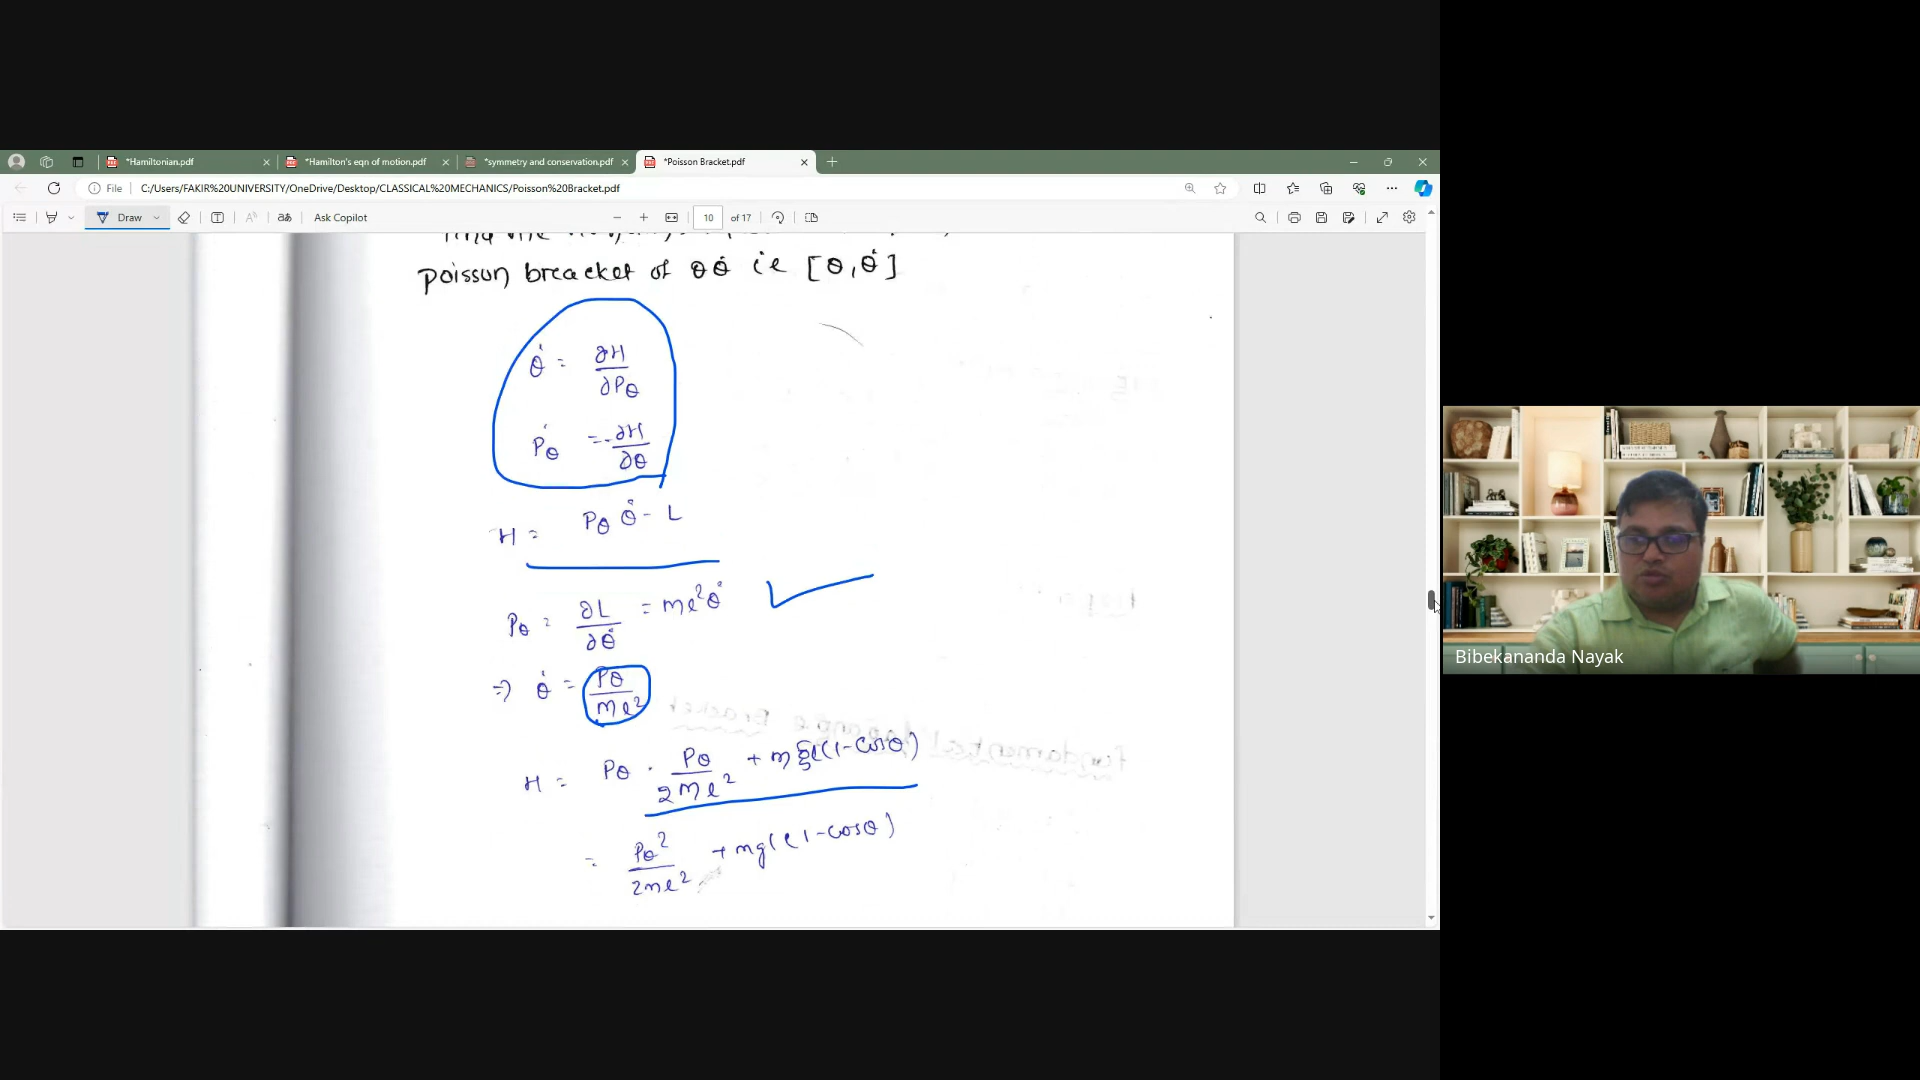 *Hamiltonian.pdf
*Hamilton's eqn of motion.pdf
*symmetry and conservation.pdf
*Poisson Bracket.pdf
File
C:/Users/FAKIR%20UNIVERSITY/OneDrive/Desktop/CLASSICAL%20MECHANICS/Poisson%20Bracket.pdf
Draw
Ask Copilot
10 of 17
poisson breacket of θθ̇ ie [θ,θ̇]
θ̇ = ∂H/∂Pθ
Ṗθ = -∂H/∂θ
H = Pθ θ̇ - L
Pθ = ∂L/∂θ̇ = ml²θ̇
=> θ̇ = Pθ/ml²
H = Pθ · Pθ/2ml² + mgl(1-cosθ)
= Pθ²/2ml² + mgl(1-cosθ)
Bibekananda Nayak